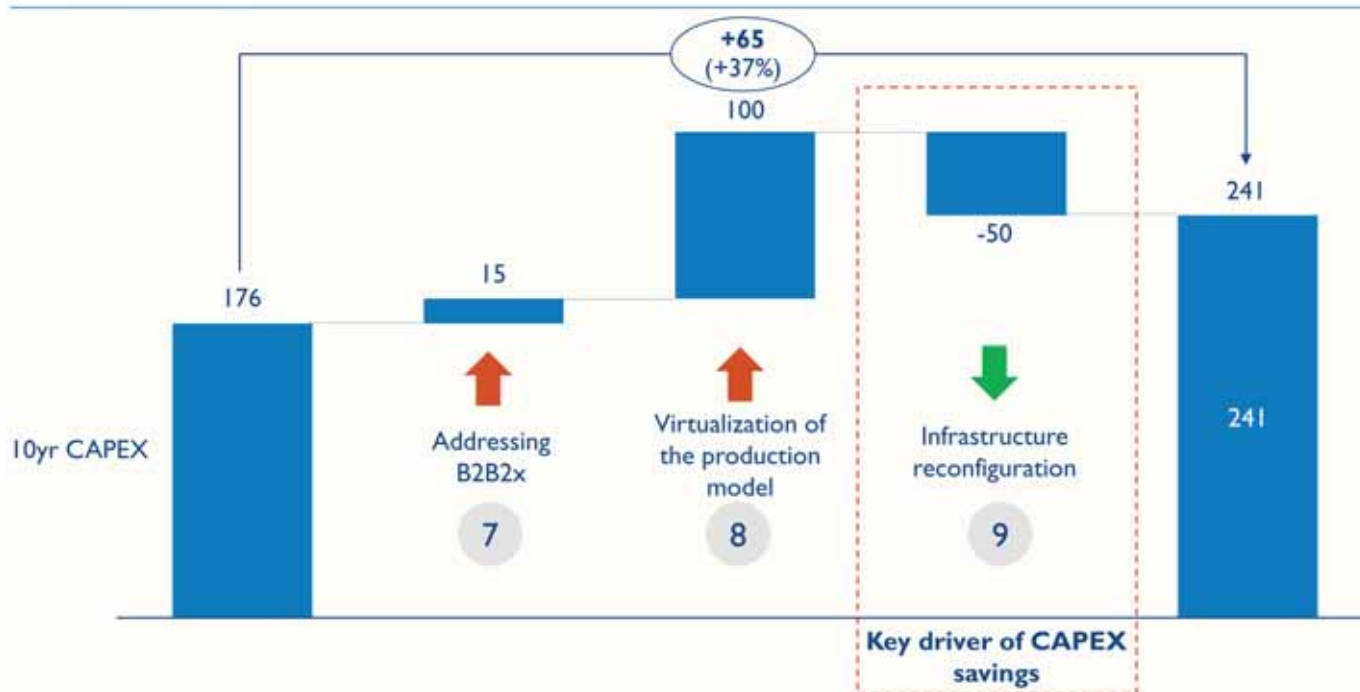 +65
(+37%)
100
241
-50
15
176
241
10yr CAPEX
Addressing
B2B2x
7
Virtualization of
the production
model
8
Infrastructure
reconfiguration
9
Key driver of CAPEX
savings